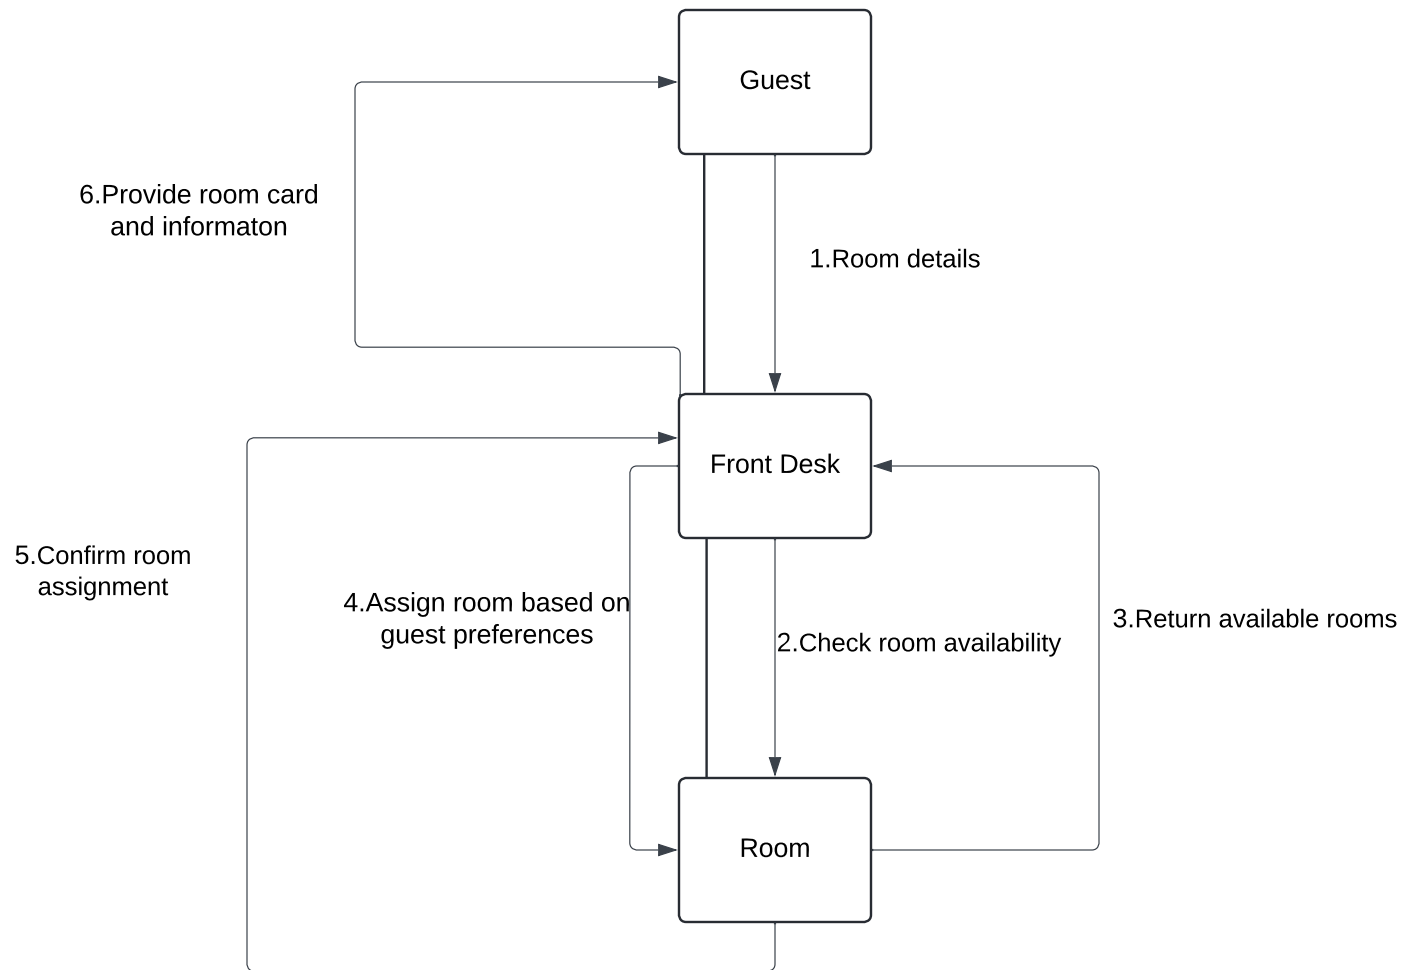 Guest
6.Provide room card
and informaton
1.Room details
Front Desk
5.Confirm room
assignment
4.Assign room based on
guest preferences
2.Check room availability
3.Return available rooms
Room